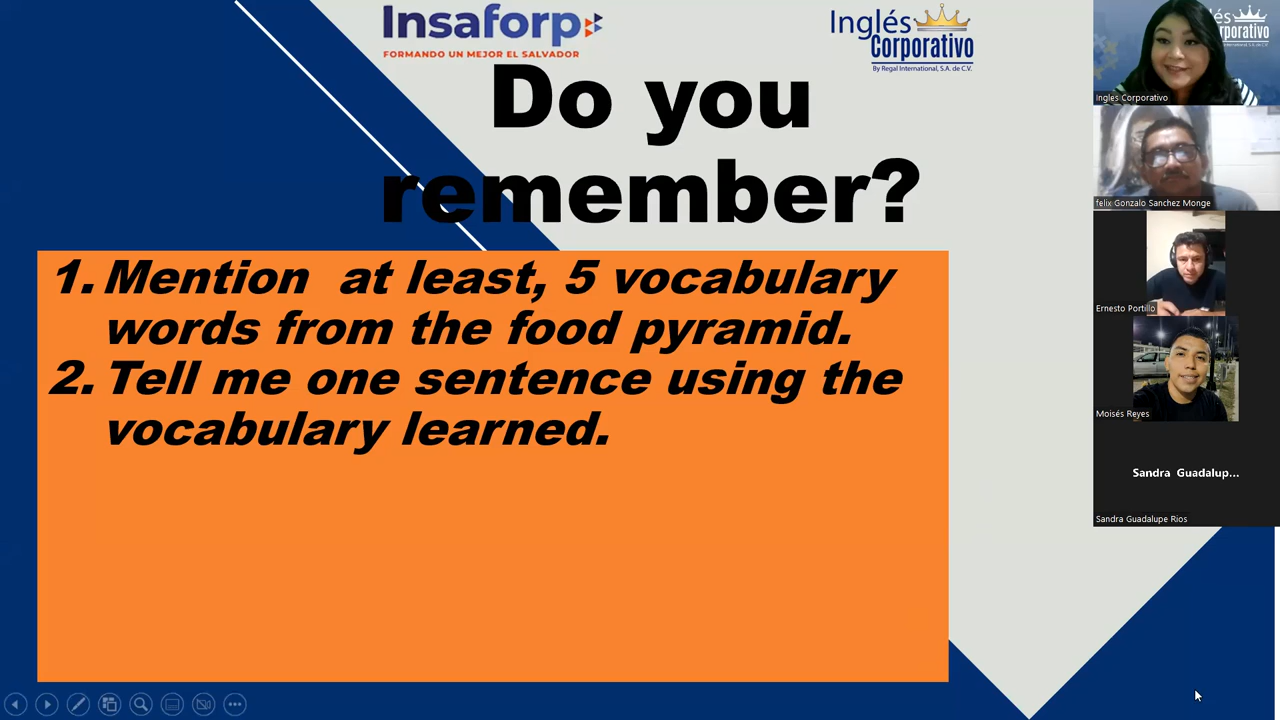 Insaforp
FORMANDO UN MEJOR EL SALVADOR
Inglés
Corporativo
By Regal International, S.A. de C.V.
Do you
remember?
1. Mention at least, 5 vocabulary
words from the food pyramid.
2. Tell me one sentence using the
vocabulary learned.
Ingles Corporativo
felix Gonzalo Sanchez Monge
Ernesto Portillo
Moisés Reyes
Sandra Guadalup...
Sandra Guadalupe Rios